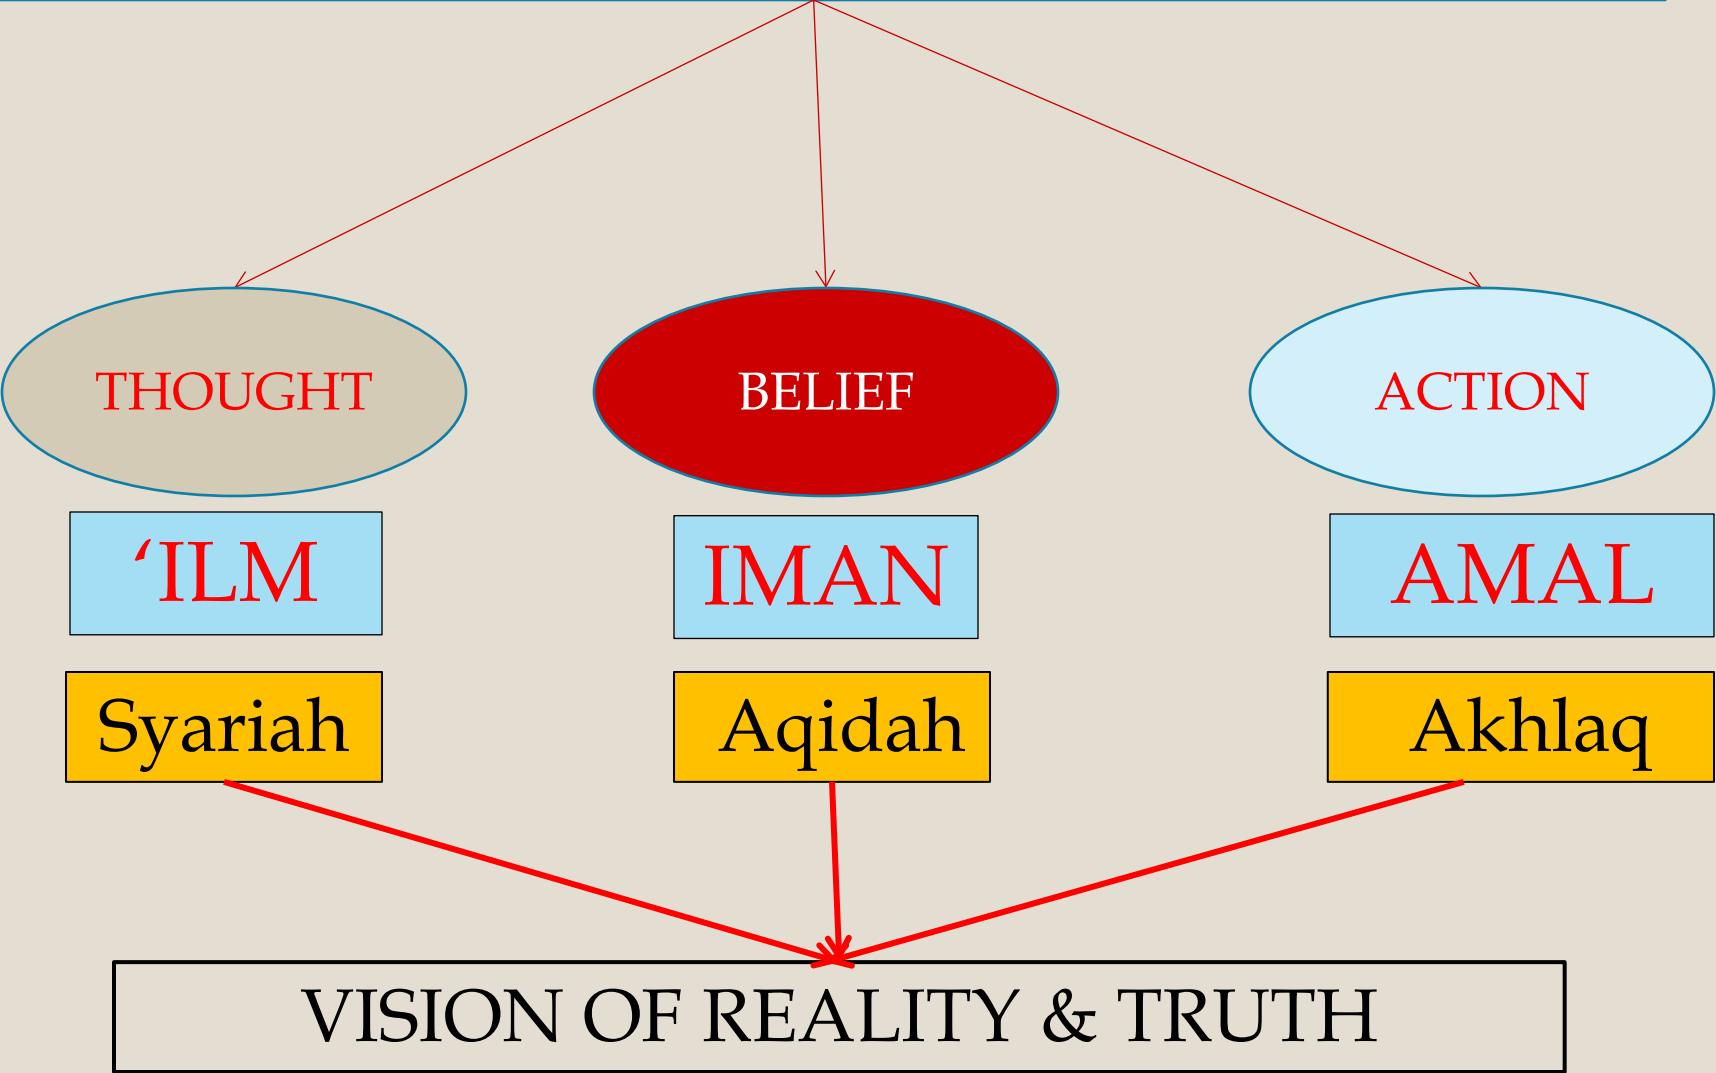 THOUGHT
BELIEF
ACTION
‘ILM
IMAN
AMAL
Syariah
Aqidah
Akhlaq
VISION OF REALITY & TRUTH